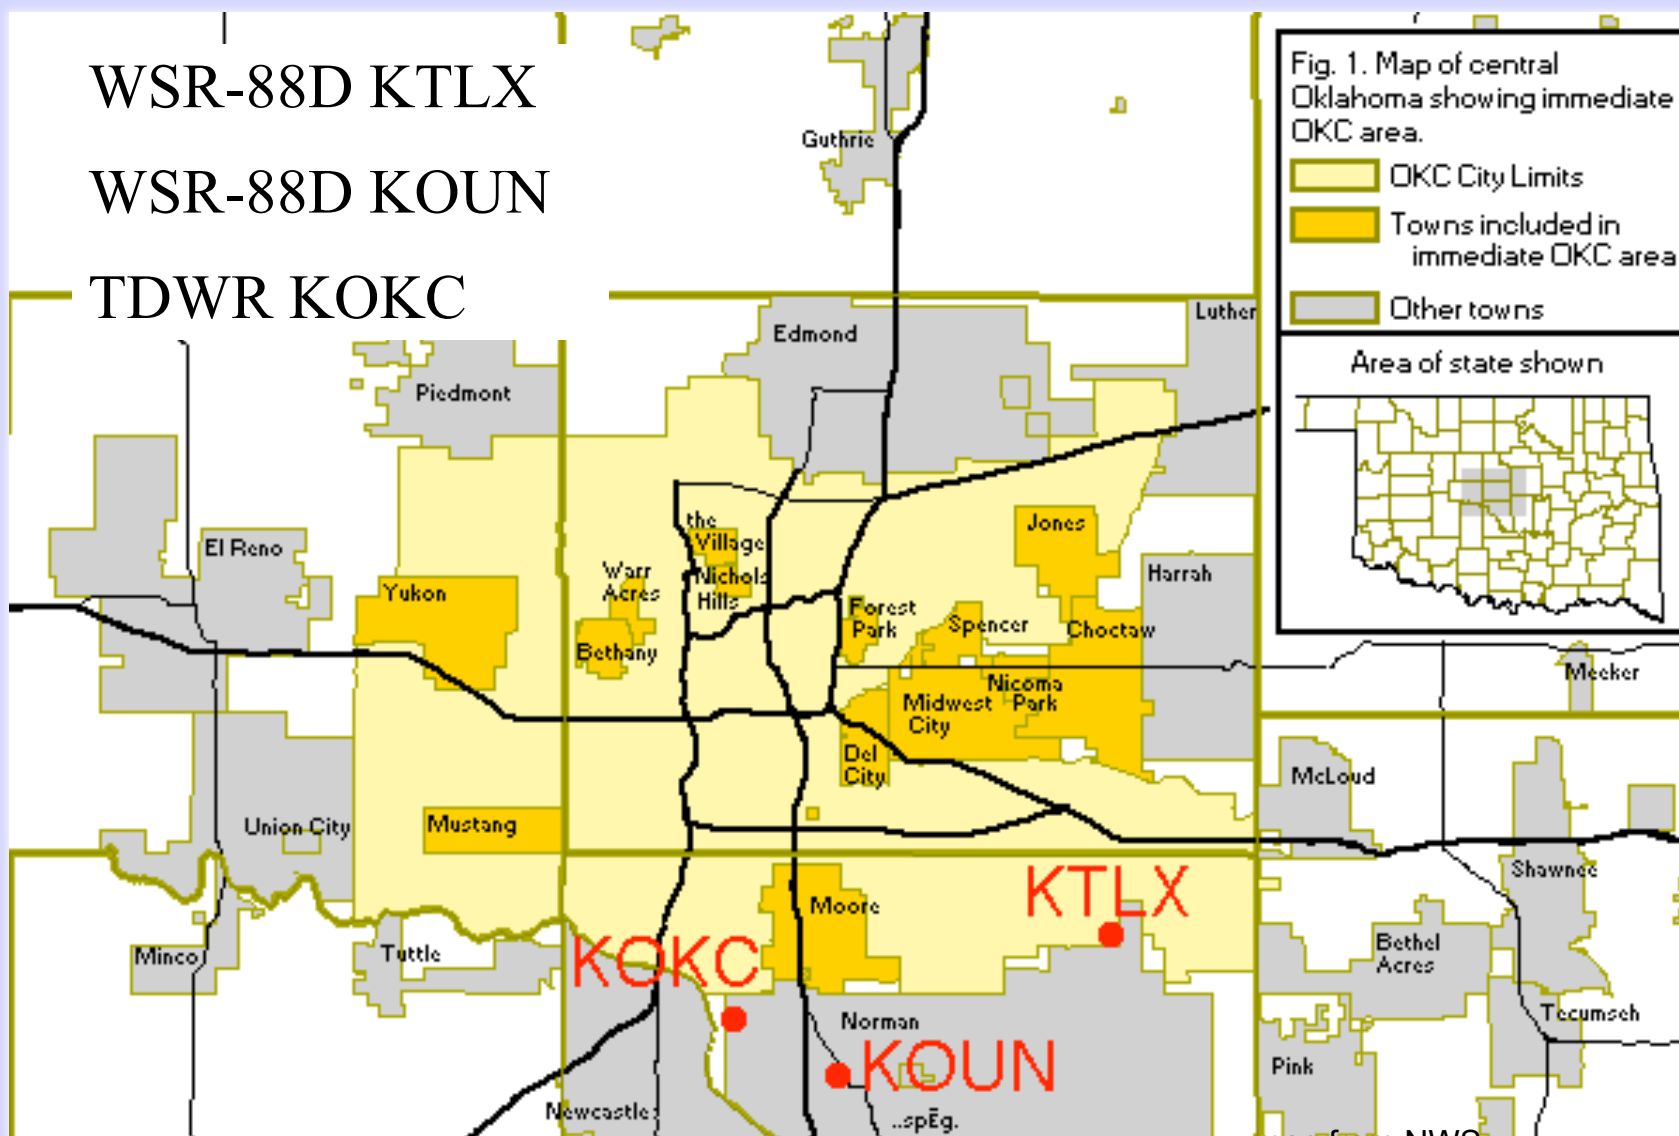 WSR-88D KTLX
WSR-88D KOUN
TDWR KOKC
Fig. 1. Map of central
Oklahoma showing immediate
OKC area.
OKC City Limits
Towns included in
immediate OKC area
Other towns
Area of state shown
Guthrie
Luther
Edmond
Piedmont
the
Village
Jones
El Reno
Nichols
Hills
Warr
Acres
Harrah
Yukon
Forest
Park
Spencer
Choctaw
Bethany
Meeker
Nicoma
Park
Midwest
City
Del
City
McLoud
Union City
Mustang
Shawnee
KTLX
Moore
Minco
Tuttle
KOKC
Bethel
Acres
Norman
Tecumseh
KOUN
Pink
Newcastle
..spĒg.
NWS